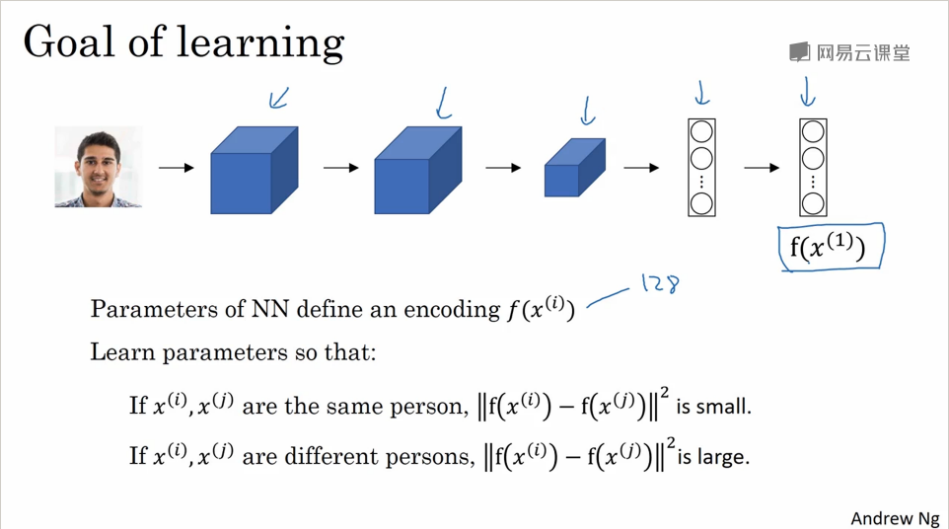 Goal of learning
网易云课堂
f(x⁽¹⁾)
128
Parameters of NN define an encoding f(x⁽ⁱ⁾)
Learn parameters so that:
If x⁽ⁱ⁾, x⁽ʲ⁾ are the same person, ‖f(x⁽ⁱ⁾) − f(x⁽ʲ⁾)‖² is small.
If x⁽ⁱ⁾, x⁽ʲ⁾ are different persons, ‖f(x⁽ⁱ⁾) − f(x⁽ʲ⁾)‖² is large.
Andrew Ng